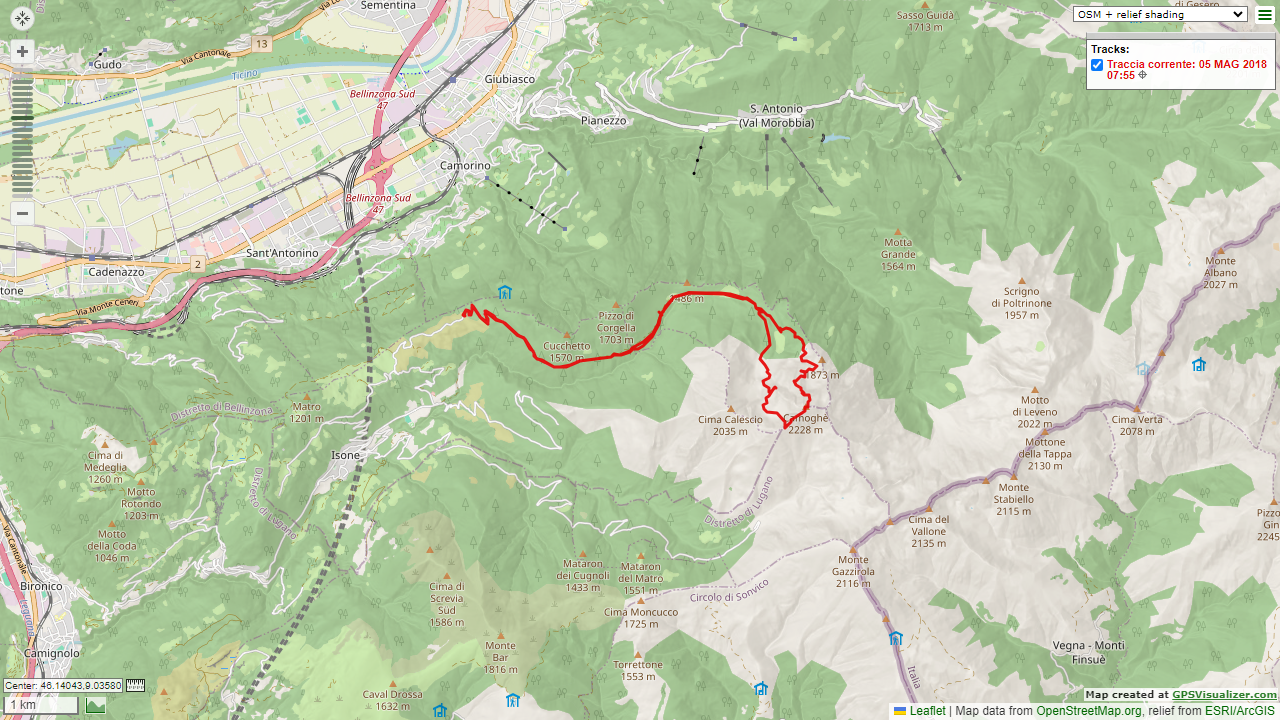 Sementina
di Gesero
Sasso Guidà
1713 m
OSM + relief shading
Tracks:
Traccia corrente: 05 MAG 2018
07:55
Via Cantonale
13
Gudo
Ticino
Giubiasco
Bellinzona Sud
47
Pianezzo
S. Antonio
(Val Morobbia)
Camorino
Bellinzona Sud
47
Sant'Antonino
2
Cadenazzo
Via Monte Ceneri
Motta
Grande
1564 m
Monte
Albano
2027 m
Scrigno
di Poltrinone
1957 m
Pizzo di
Corgella
1703 m
Cucchetto
1570 m
1873 m
Camoghè
2228 m
Cima Caléscio
2035 m
Matro
1201 m
Distretto di Bellinzona
Isone
Motto
di Leveno
2022 m
Cima Verta
2078 m
Mottone
della Tappa
2130 m
Cima di
Medeglia
1260 m
Motto
Rotondo
1203 m
Distretto di Lugano
Distretto di Lugano
Monte
Stabiello
2115 m
Cima del
Vallone
2135 m
Motto
della Coda
1046 m
Via Cantonale
Mataron
dei Cugnoli
1433 m
Mataron
del Matro
1551 m
Monte
Gazzirola
2116 m
Circolo di Sonvico
Bironico
Cima di
Screvia
Sud
1586 m
Cima Moncucco
1725 m
Camignolo
Monte
Bar
1816 m
Torrettone
1553 m
Vegna - Monti
Finsuè
Italia
Caval Drossa
1632 m
Center: 46.14043,9.03580
1 km
Map created at GPSVisualizer.com
Leaflet | Map data from OpenStreetMap.org, relief from ESRI/ArcGIS